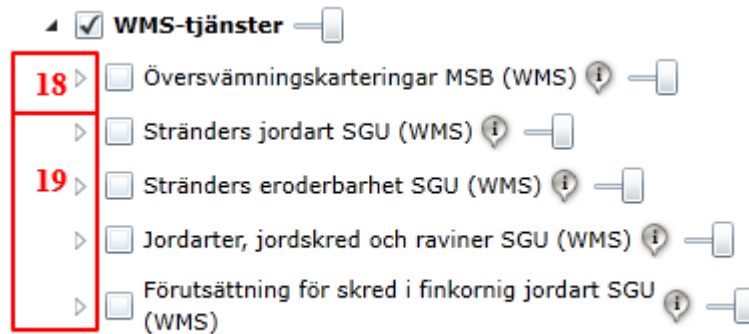 WMS-tjänster
18 Översvämningskarteringar MSB (WMS)
Stränders jordart SGU (WMS)
19 Stränders eroderbarhet SGU (WMS)
Jordarter, jordskred och raviner SGU (WMS)
Förutsättning för skred i finkornig jordart SGU
(WMS)